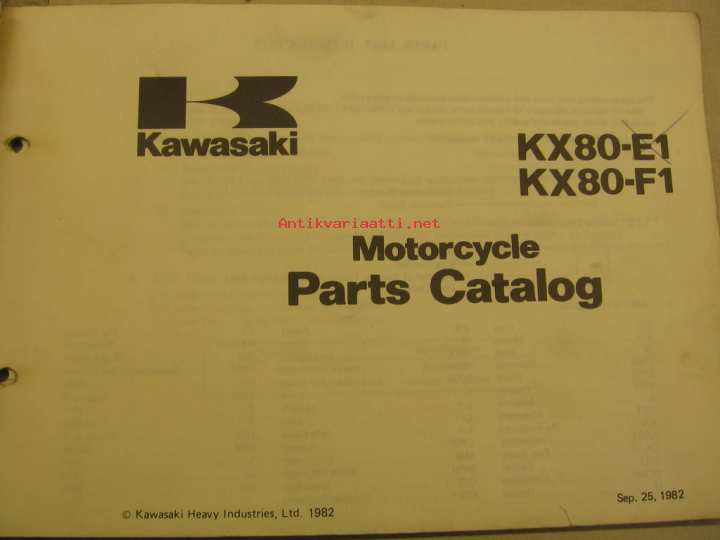 Kawasaki
KX80-E1
KX80-F1
Antikvariaatti.net
Motorcycle
Parts Catalog
© Kawasaki Heavy Industries, Ltd. 1982
Sep. 25, 1982